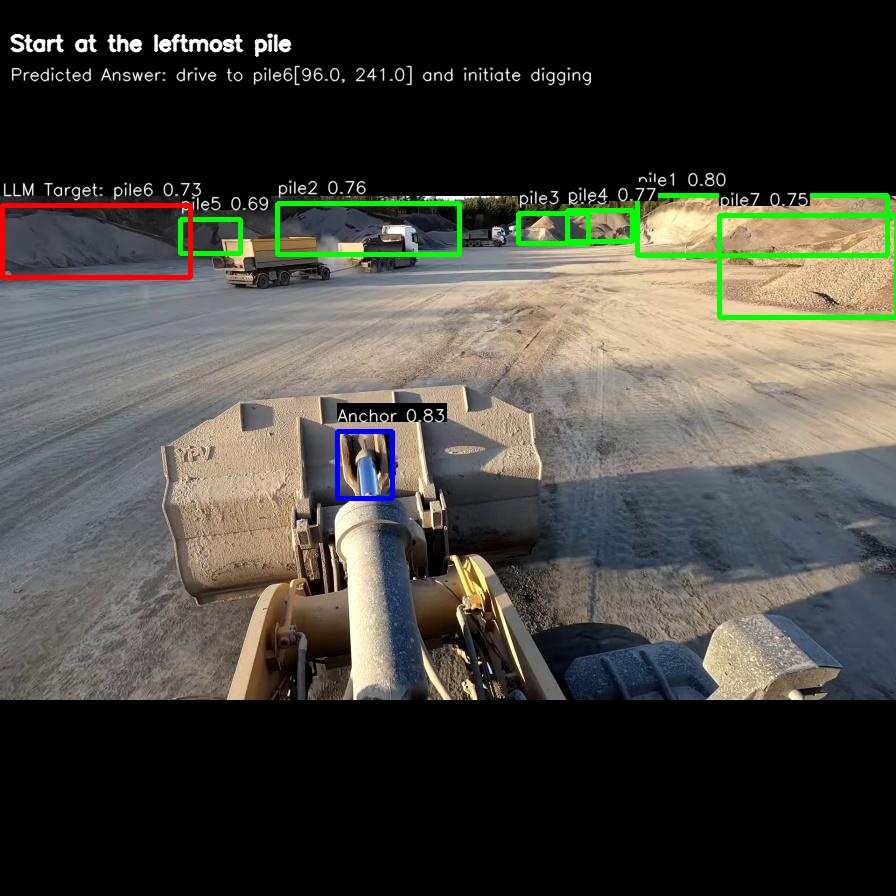 Start at the leftmost pile
Predicted Answer: drive to pile6[96.0, 241.0] and initiate digging
LLM Target: pile6 0.73
pile5 0.69
pile2 0.76
pile3
pile4 0.77
pile1 0.80
pile7 0.75
Anchor 0.83